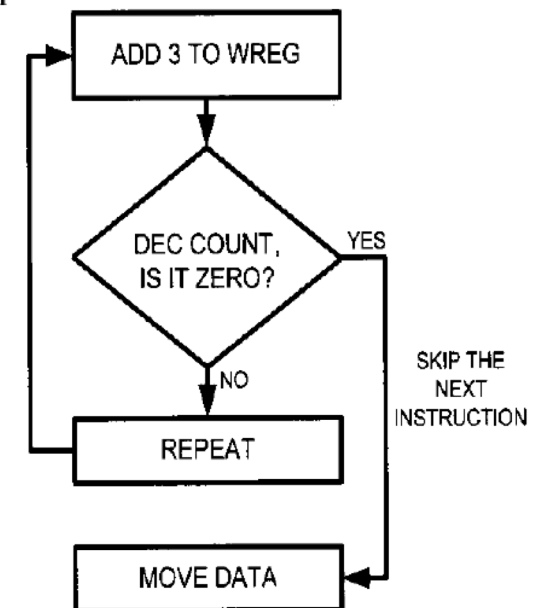 ADD 3 TO WREG
DEC COUNT,
IS IT ZERO?
YES
SKIP THE
NEXT
INSTRUCTION
NO
REPEAT
MOVE DATA